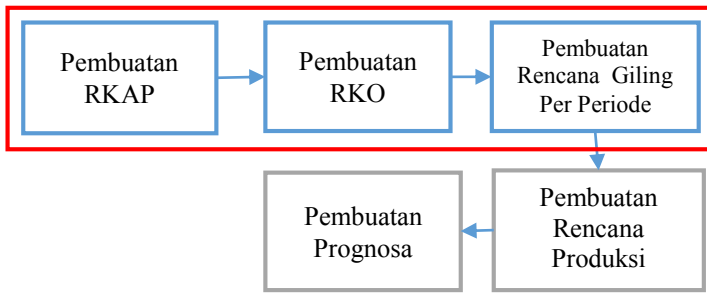 Pembuatan
RKAP
Pembuatan
RKO
Pembuatan
Rencana Giling
Per Periode
Pembuatan
Rencana
Produksi
Pembuatan
Prognosa